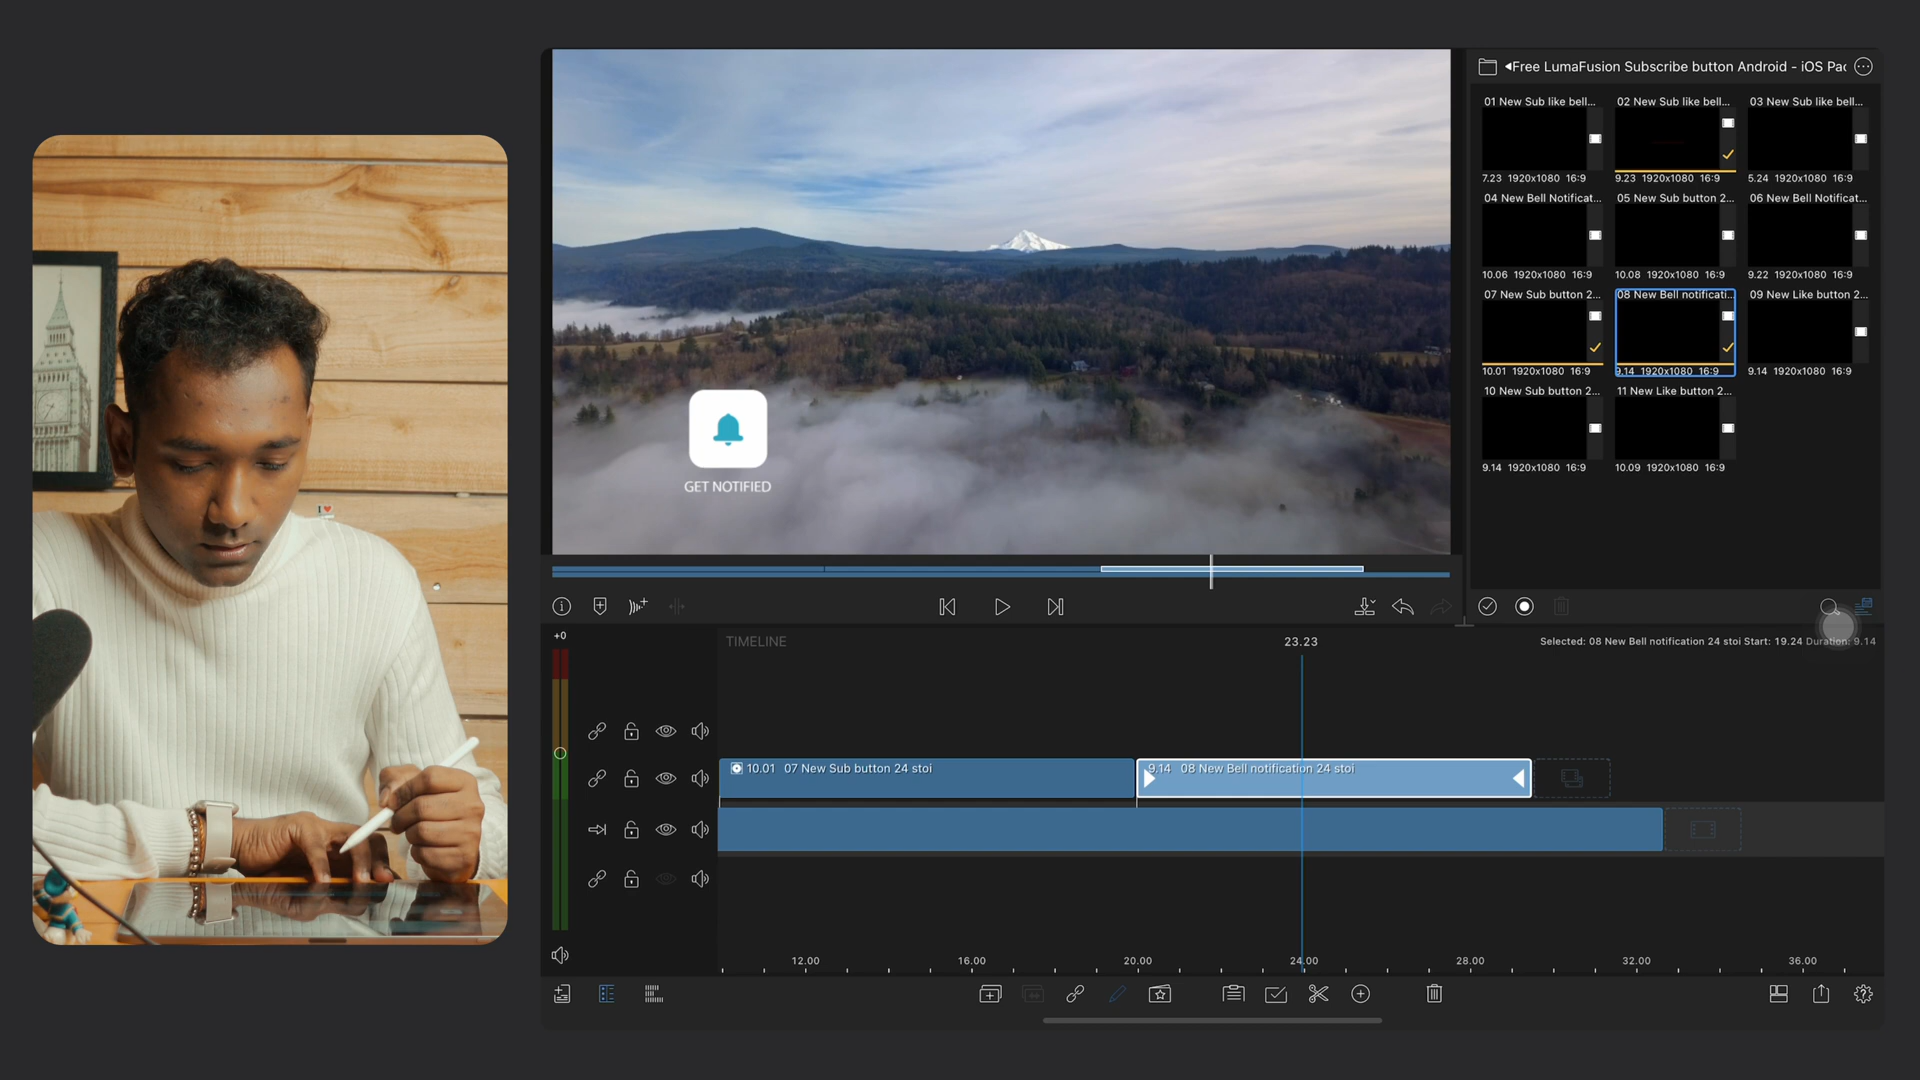 ◂Free LumaFusion Subscribe button Android - iOS Pac
01 New Sub like bell...
02 New Sub like bell...
03 New Sub like bell...
7.23 1920x1080 16:9
9.23 1920x1080 16:9
5.24 1920x1080 16:9
04 New Bell Notificat...
05 New Sub button 2...
06 New Bell Notificat...
10.06 1920x1080 16:9
10.08 1920x1080 16:9
9.22 1920x1080 16:9
07 New Sub button 2...
08 New Bell notificati...
09 New Like button 2...
10.01 1920x1080 16:9
9.14 1920x1080 16:9
9.14 1920x1080 16:9
10 New Sub button 2...
11 New Like button 2...
9.14 1920x1080 16:9
10.09 1920x1080 16:9
GET NOTIFIED
I ♥
+0
TIMELINE
23.23
Selected: 08 New Bell notification 24 stoi Start: 19.24 Duration: 9.14
10.01 07 New Sub button 24 stoi
9.14 08 New Bell notification 24 stoi
12.00 16.00 20.00 24.00 28.00 32.00 36.00